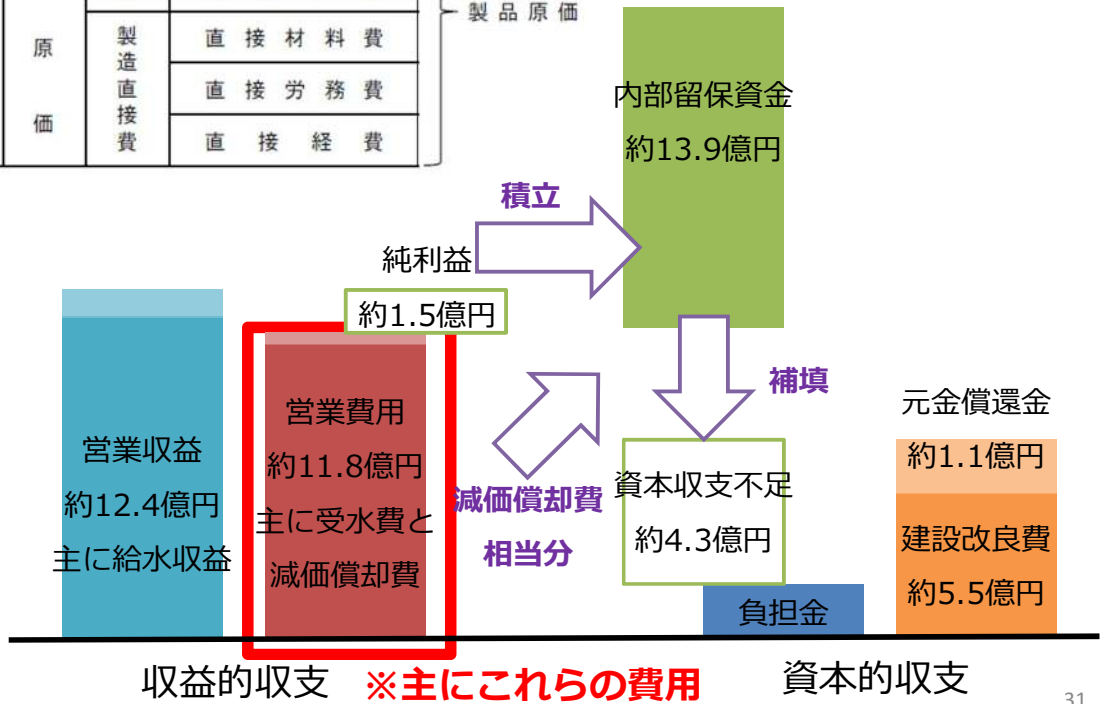 製品原価
原価
製造直接費
直接材料費
直接労務費
直接経費
内部留保資金
約13.9億円
積立
純利益
約1.5億円
補填
元金償還金
約1.1億円
営業収益
約12.4億円
主に給水収益
営業費用
約11.8億円
主に受水費と
減価償却費
減価償却費
相当分
資本収支不足
約4.3億円
建設改良費
約5.5億円
負担金
収益的収支
※主にこれらの費用
資本的収支
31